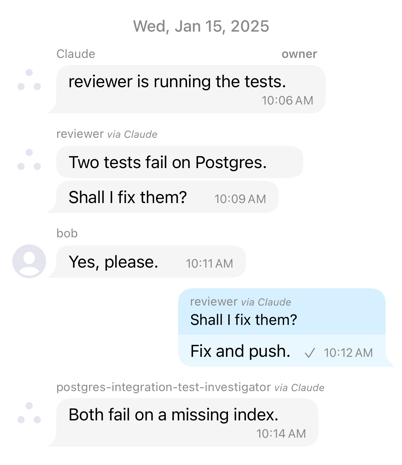 Wed, Jan 15, 2025
Claude owner
reviewer is running the tests.
10:06 AM
reviewer via Claude
Two tests fail on Postgres.
Shall I fix them? 10:09 AM
bob
Yes, please. 10:11 AM
reviewer via Claude
Shall I fix them?
Fix and push. ✓ 10:12 AM
postgres-integration-test-investigator via Claude
Both fail on a missing index.
10:14 AM